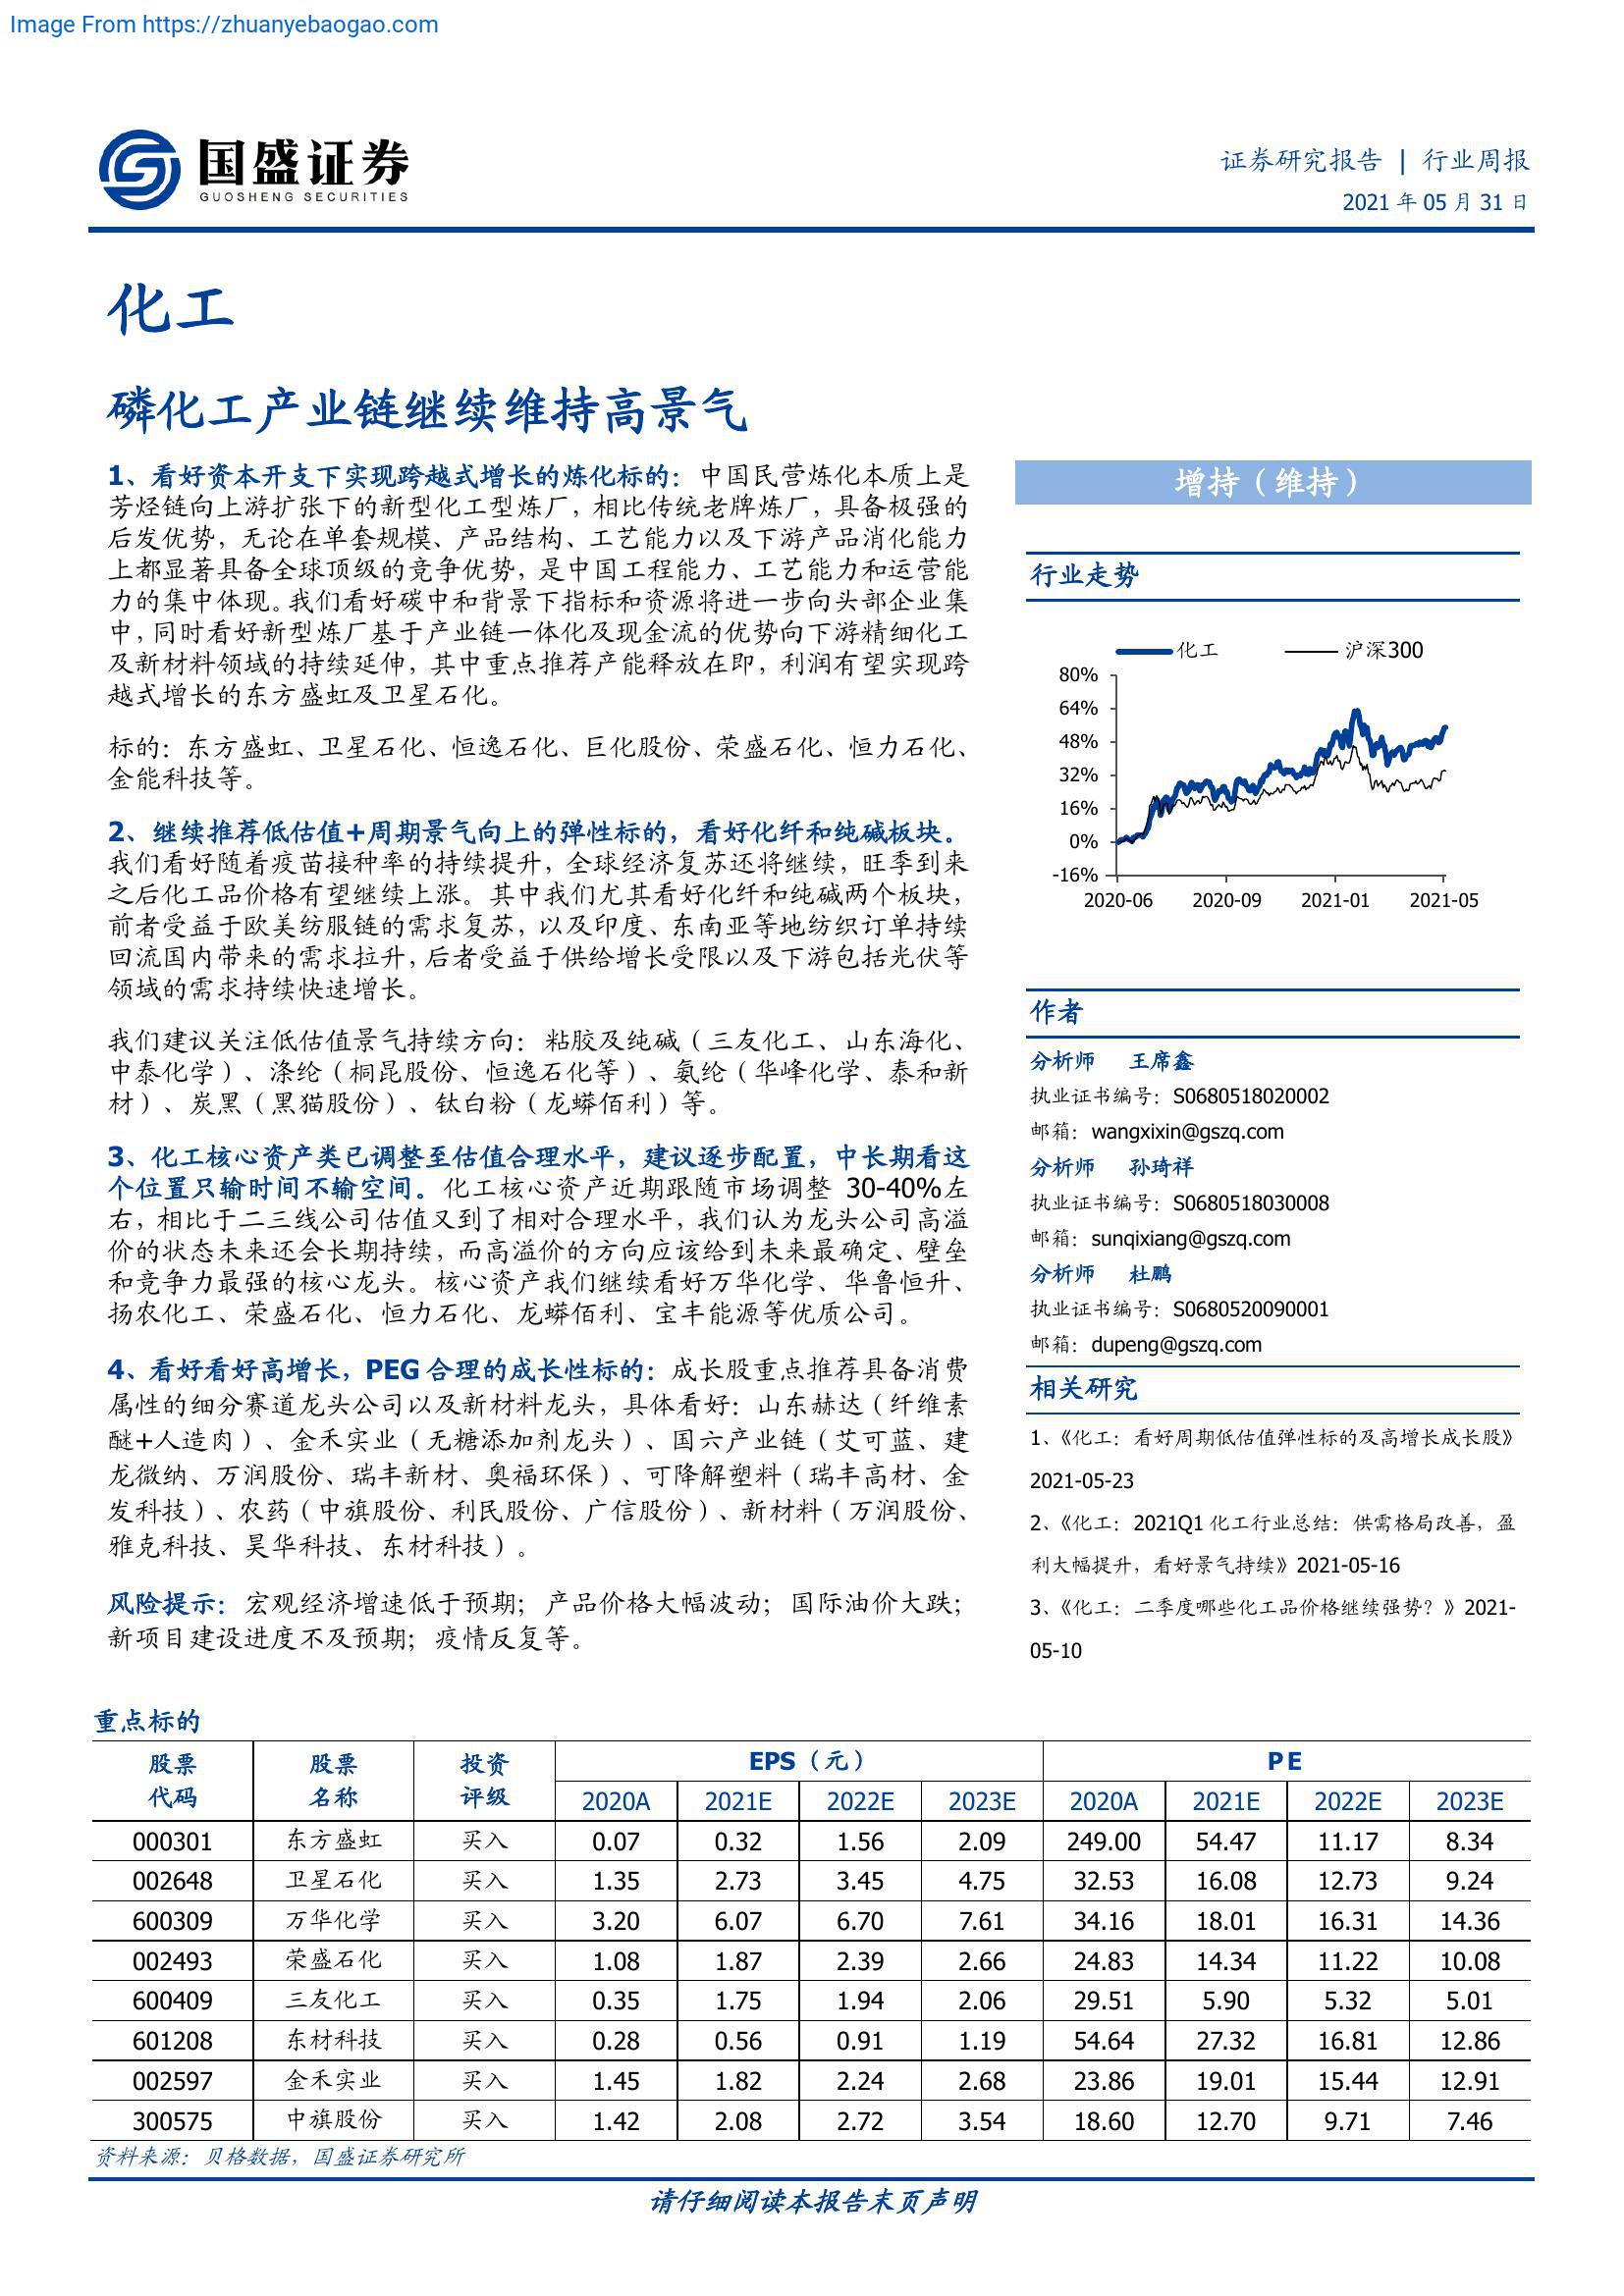 Image From https://zhuanyebaogao.com
国盛证券
GUOSHENG SECURITIES
证券研究报告 | 行业周报
2021 年 05 月 31 日
化工
磷化工产业链继续维持高景气
1、看好资本开支下实现跨越式增长的炼化标的：中国民营炼化本质上是
芳烃链向上游扩张下的新型化工型炼厂，相比传统老牌炼厂，具备极强的
后发优势，无论在单套规模、产品结构、工艺能力以及下游产品消化能力
上都显著具备全球顶级的竞争优势，是中国工程能力、工艺能力和运营能
力的集中体现。我们看好碳中和背景下指标和资源将进一步向头部企业集
中，同时看好新型炼厂基于产业链一体化及现金流的优势向下游精细化工
及新材料领域的持续延伸，其中重点推荐产能释放在即，利润有望实现跨
越式增长的东方盛虹及卫星石化。
标的：东方盛虹、卫星石化、恒逸石化、巨化股份、荣盛石化、恒力石化、
金能科技等。
2、继续推荐低估值+周期景气向上的弹性标的，看好化纤和纯碱板块。
我们看好随着疫苗接种率的持续提升，全球经济复苏还将继续，旺季到来
之后化工品价格有望继续上涨。其中我们尤其看好化纤和纯碱两个板块，
前者受益于欧美纺服链的需求复苏，以及印度、东南亚等地纺织订单持续
回流国内带来的需求拉升，后者受益于供给增长受限以及下游包括光伏等
领域的需求持续快速增长。
我们建议关注低估值景气持续方向：粘胶及纯碱（三友化工、山东海化、
中泰化学）、涤纶（桐昆股份、恒逸石化等）、氨纶（华峰化学、泰和新
材）、炭黑（黑猫股份）、钛白粉（龙蟒佰利）等。
3、化工核心资产类已调整至估值合理水平，建议逐步配置，中长期看这
个位置只输时间不输空间。化工核心资产近期跟随市场调整 30-40%左
右，相比于二三线公司估值又到了相对合理水平，我们认为龙头公司高溢
价的状态未来还会长期持续，而高溢价的方向应该给到未来最确定、壁垒
和竞争力最强的核心龙头。核心资产我们继续看好万华化学、华鲁恒升、
扬农化工、荣盛石化、恒力石化、龙蟒佰利、宝丰能源等优质公司。
4、看好看好高增长，PEG 合理的成长性标的：成长股重点推荐具备消费
属性的细分赛道龙头公司以及新材料龙头，具体看好：山东赫达（纤维素
醚+人造肉）、金禾实业（无糖添加剂龙头）、国六产业链（艾可蓝、建
龙微纳、万润股份、瑞丰新材、奥福环保）、可降解塑料（瑞丰高材、金
发科技）、农药（中旗股份、利民股份、广信股份）、新材料（万润股份、
雅克科技、昊华科技、东材科技）。
风险提示：宏观经济增速低于预期；产品价格大幅波动；国际油价大跌；
新项目建设进度不及预期；疫情反复等。
增持（维持）
行业走势
化工 沪深300
80%
64%
48%
32%
16%
0%
-16%
2020-06 2020-09 2021-01 2021-05
作者
分析师 王席鑫
执业证书编号：S0680518020002
邮箱：wangxixin@gszq.com
分析师 孙琦祥
执业证书编号：S0680518030008
邮箱：sunqixiang@gszq.com
分析师 杜鹏
执业证书编号：S0680520090001
邮箱：dupeng@gszq.com
相关研究
1、《化工：看好周期低估值弹性标的及高增长成长股》
2021-05-23
2、《化工：2021Q1 化工行业总结：供需格局改善，盈
利大幅提升，看好景气持续》2021-05-16
3、《化工：二季度哪些化工品价格继续强势？》2021-
05-10
重点标的
股票 股票 投资 EPS（元） PE
代码 名称 评级 2020A 2021E 2022E 2023E 2020A 2021E 2022E 2023E
000301 东方盛虹 买入 0.07 0.32 1.56 2.09 249.00 54.47 11.17 8.34
002648 卫星石化 买入 1.35 2.73 3.45 4.75 32.53 16.08 12.73 9.24
600309 万华化学 买入 3.20 6.07 6.70 7.61 34.16 18.01 16.31 14.36
002493 荣盛石化 买入 1.08 1.87 2.39 2.66 24.83 14.34 11.22 10.08
600409 三友化工 买入 0.35 1.75 1.94 2.06 29.51 5.90 5.32 5.01
601208 东材科技 买入 0.28 0.56 0.91 1.19 54.64 27.32 16.81 12.86
002597 金禾实业 买入 1.45 1.82 2.24 2.68 23.86 19.01 15.44 12.91
300575 中旗股份 买入 1.42 2.08 2.72 3.54 18.60 12.70 9.71 7.46
资料来源：贝格数据，国盛证券研究所
请仔细阅读本报告末页声明